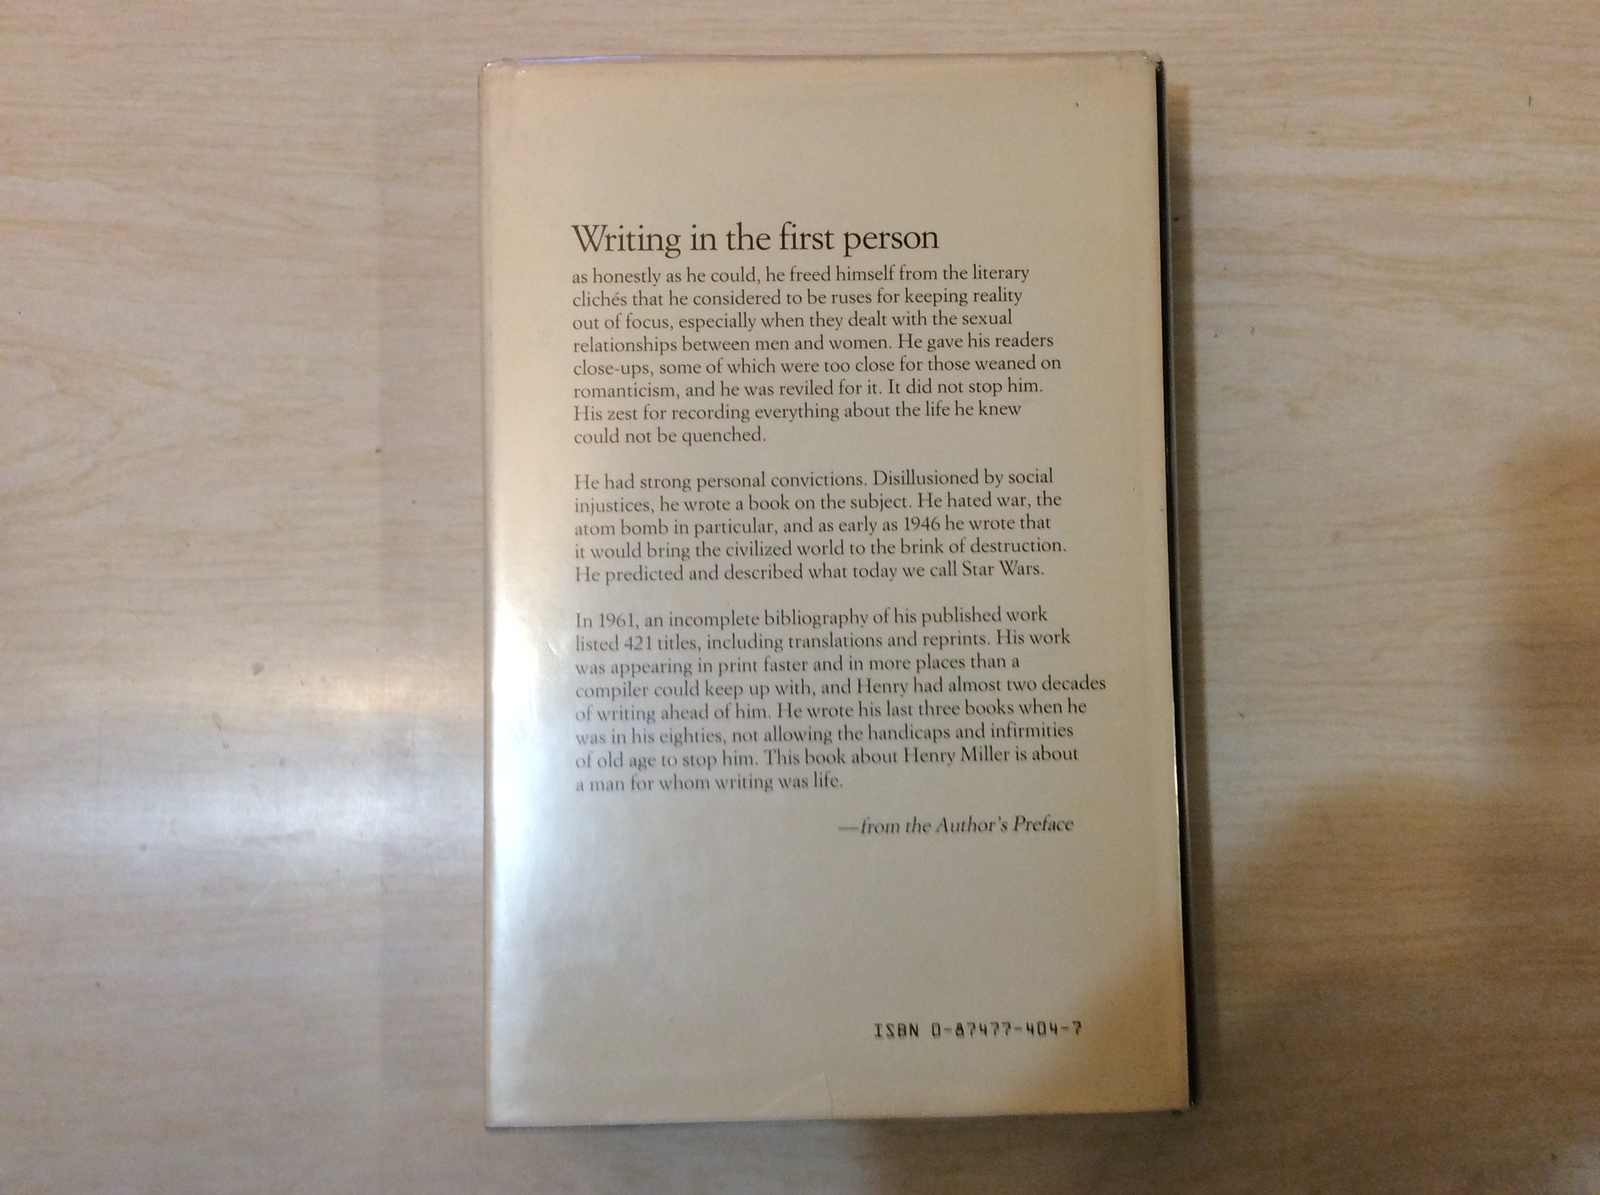 Writing in the first person
as honestly as he could, he freed himself from the literary
clichés that he considered to be ruses for keeping reality
out of focus, especially when they dealt with the sexual
relationships between men and women. He gave his readers
close-ups, some of which were too close for those weaned on
romanticism, and he was reviled for it. It did not stop him.
His zest for recording everything about the life he knew
could not be quenched.
He had strong personal convictions. Disillusioned by social
injustices, he wrote a book on the subject. He hated war, the
atom bomb in particular, and as early as 1946 he wrote that
it would bring the civilized world to the brink of destruction.
He predicted and described what today we call Star Wars.
In 1961, an incomplete bibliography of his published work
listed 421 titles, including translations and reprints. His work
was appearing in print faster and in more places than a
compiler could keep up with, and Henry had almost two decades
of writing ahead of him. He wrote his last three books when he
was in his eighties, not allowing the handicaps and infirmities
of old age to stop him. This book about Henry Miller is about
a man for whom writing was life.
—from the Author's Preface
ISBN 0-87477-404-7